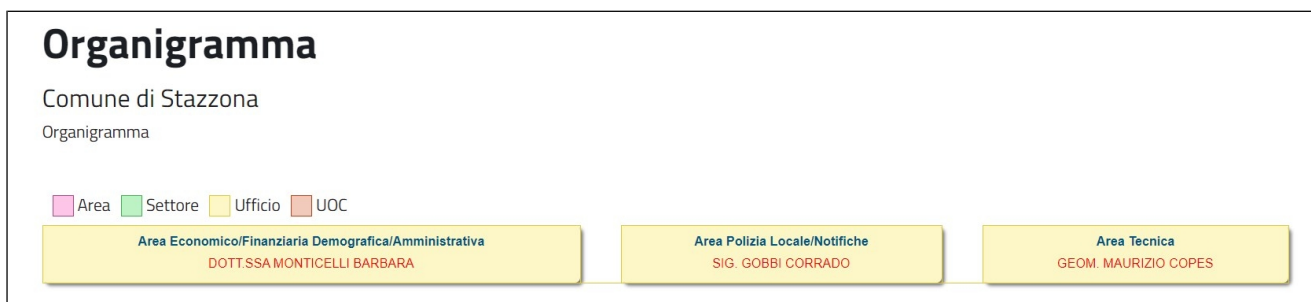 Organigramma
Comune di Stazzona
Organigramma
Area Settore Ufficio UOC
Area Economico/Finanziaria Demografica/Amministrativa
DOTT.SSA MONTICELLI BARBARA
Area Polizia Locale/Notifiche
SIG. GOBBI CORRADO
Area Tecnica
GEOM. MAURIZIO COPES